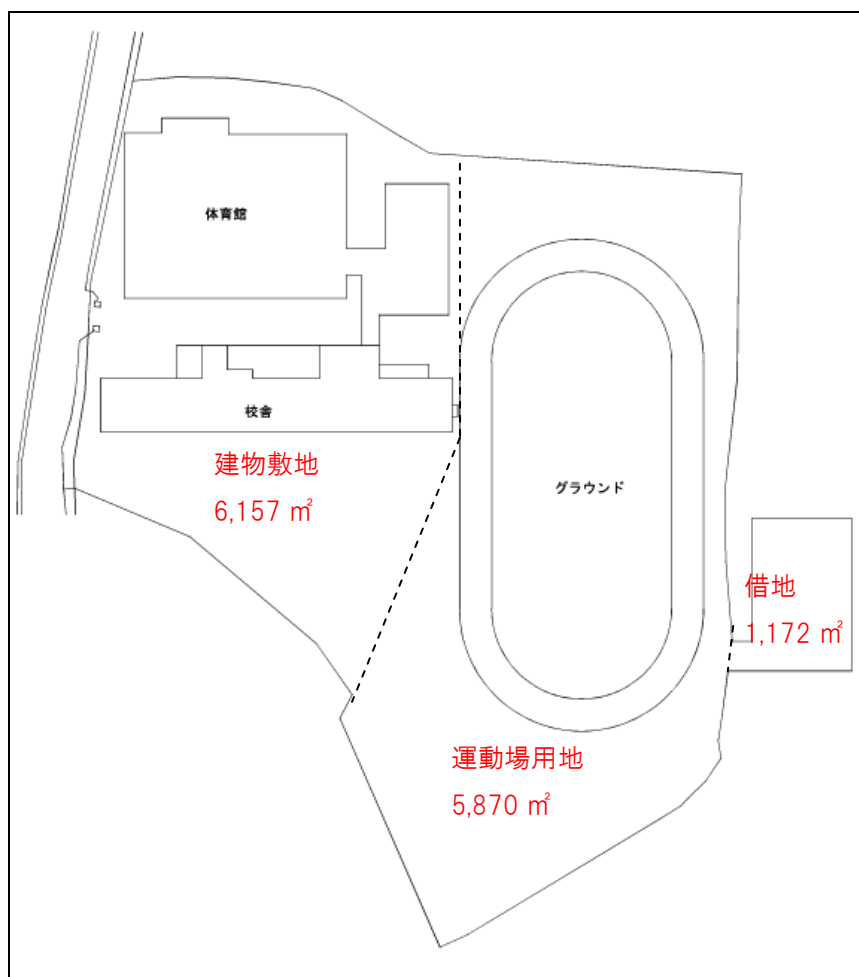 体育館
校舎
建物敷地
6,157 ㎡
グラウンド
借地
1,172 ㎡
運動場用地
5,870 ㎡